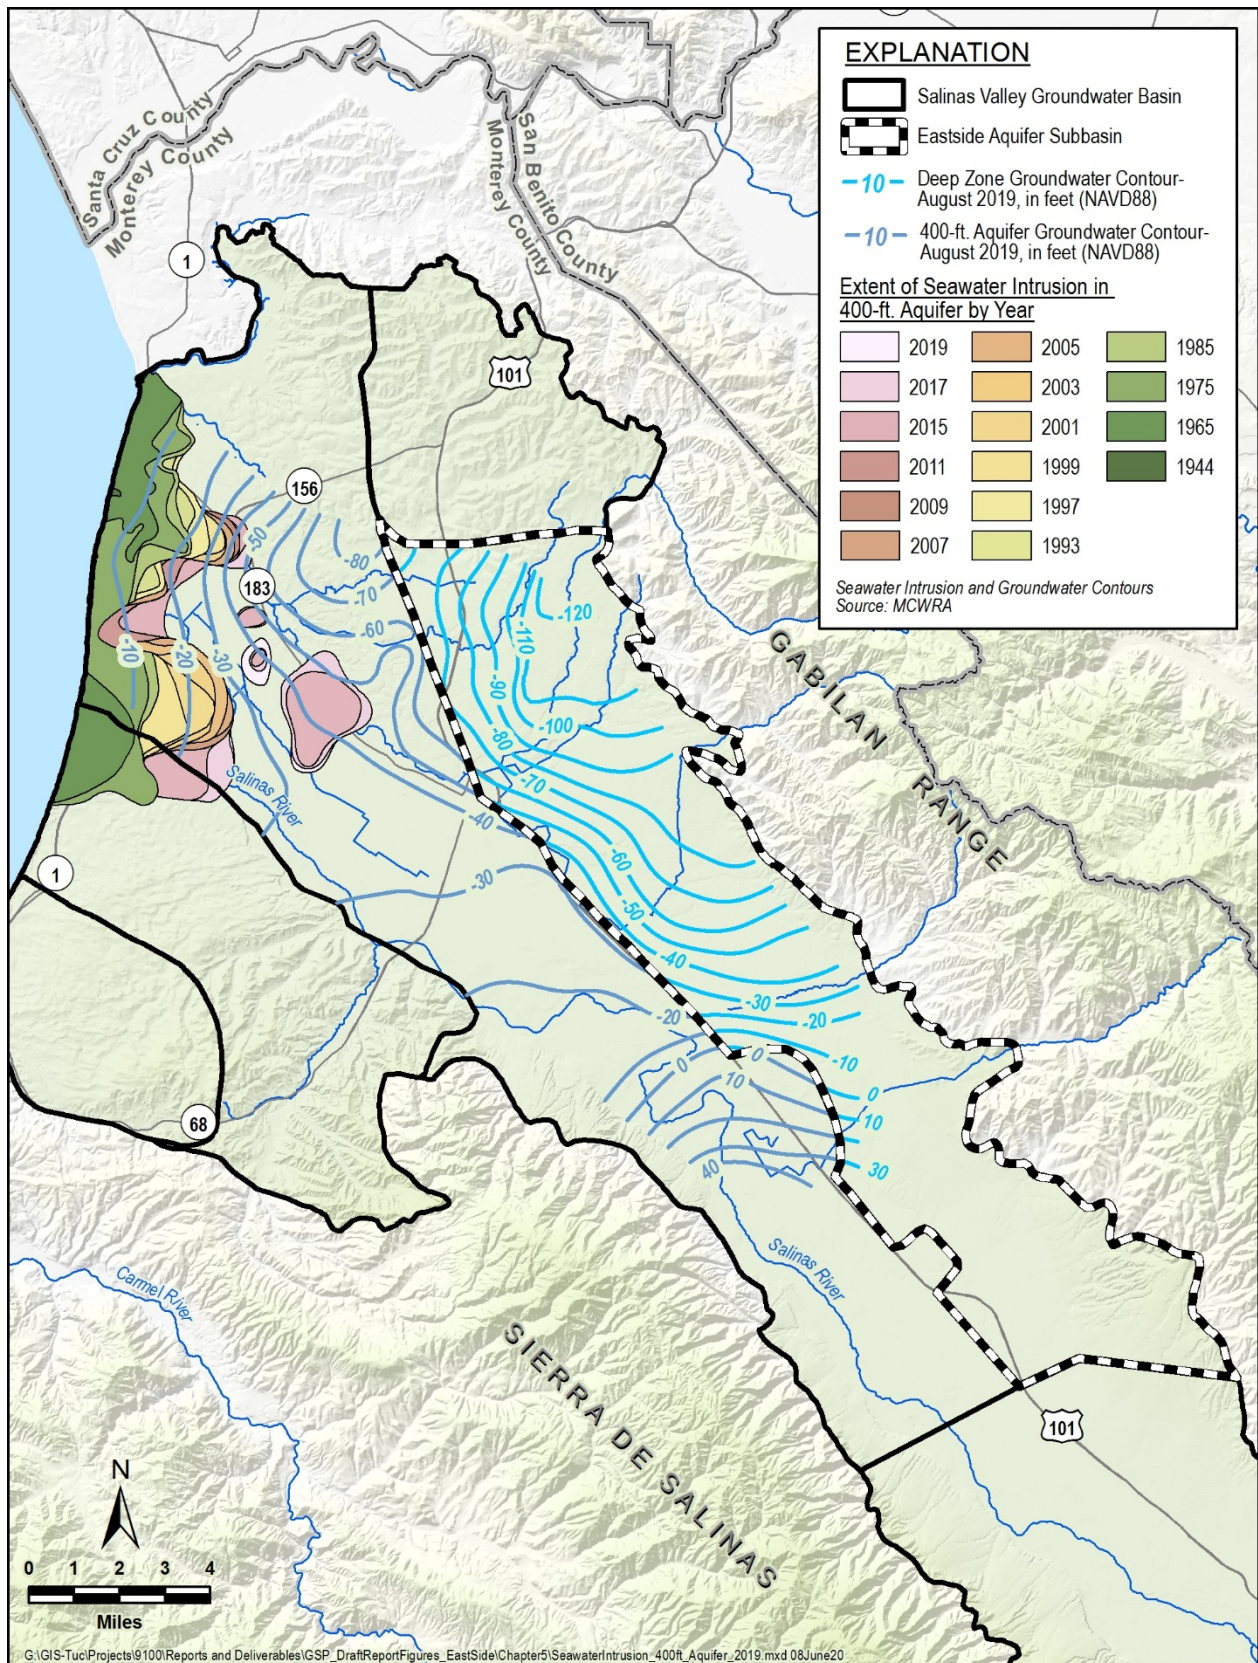 EXPLANATION
Salinas Valley Groundwater Basin
Eastside Aquifer Subbasin
-10- Deep Zone Groundwater Contour-
August 2019, in feet (NAVD88)
-10- 400-ft. Aquifer Groundwater Contour-
August 2019, in feet (NAVD88)
Extent of Seawater Intrusion in
400-ft. Aquifer by Year
2019 2005 1985
2017 2003 1975
2015 2001 1965
2011 1999 1944
2009 1997
2007 1993
Seawater Intrusion and Groundwater Contours
Source: MCWRA
Santa Cruz County
Monterey County
San Benito County
Monterey County
1
101
156
-50
-80
183
-70
-120
-60
-110
-10
-20
-30
-90
-100
-80
GABILAN RANGE
-70
Salinas River
-40
-60
1
-30
-50
-40
-30
-20
-20
-10
0
0
10
0
68
10
40
30
Salinas River
Carmel River
SIERRA DE SALINAS
101
N
0 1 2 3 4
Miles
G:\GIS-Tuc\Projects\9100\Reports and Deliverables\GSP_DraftReportFigures_EastSide\Chapter5\SeawaterIntrusion_400ft_Aquifer_2019.mxd 08June20